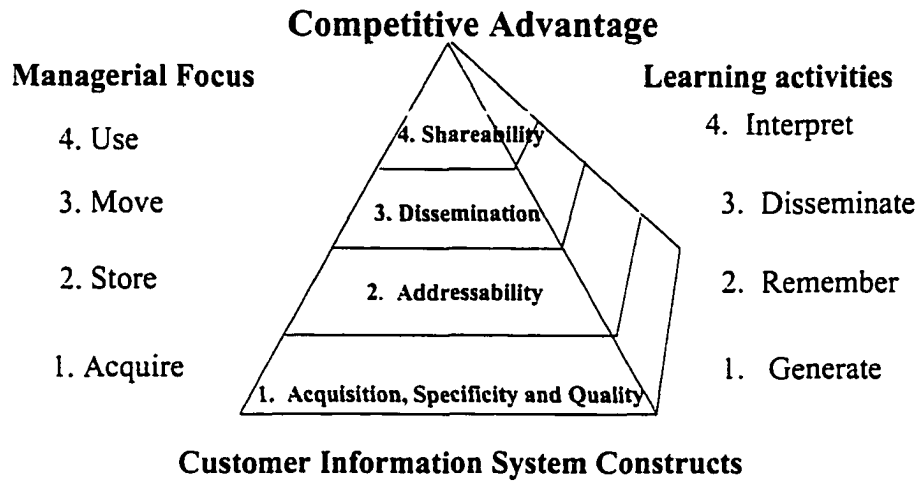 Competitive Advantage
Managerial Focus
Learning activities
4. Use
4. Shareability
4. Interpret
3. Move
3. Dissemination
3. Disseminate
2. Store
2. Addressability
2. Remember
1. Acquire
1. Acquisition, Specificity and Quality
1. Generate
Customer Information System Constructs